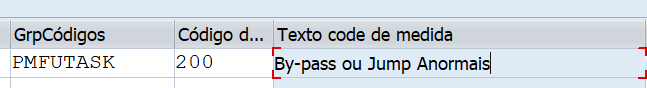 GrpCódigos Código d... Texto code de medida
PMFUTASK 200 By-pass ou Jump Anormais